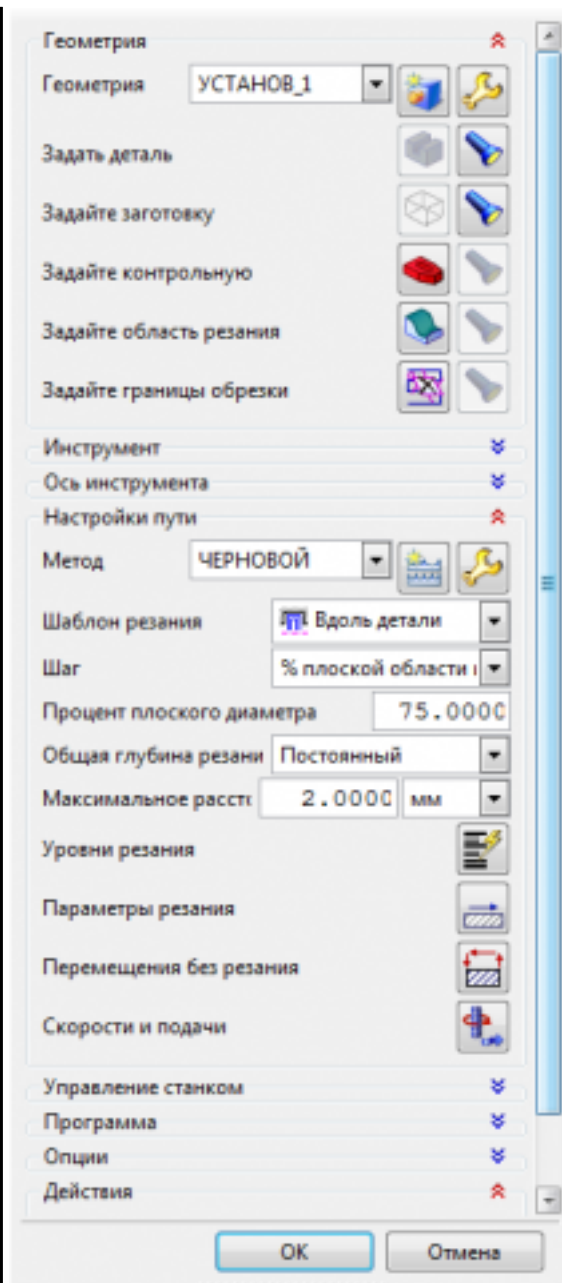 Геометрия
Геометрия УСТАНОВ_1
Задать деталь
Задайте заготовку
Задайте контрольную
Задайте область резания
Задайте границы обрезки
Инструмент
Ось инструмента
Настройки пути
Метод ЧЕРНОВОЙ
Шаблон резания Вдоль детали
Шаг % плоской области
Процент плоского диаметра 75.0000
Общая глубина резани Постоянный
Максимальное рассто 2.0000 мм
Уровни резания
Параметры резания
Перемещения без резания
Скорости и подачи
Управление станком
Программа
Опции
Действия
ОК Отмена